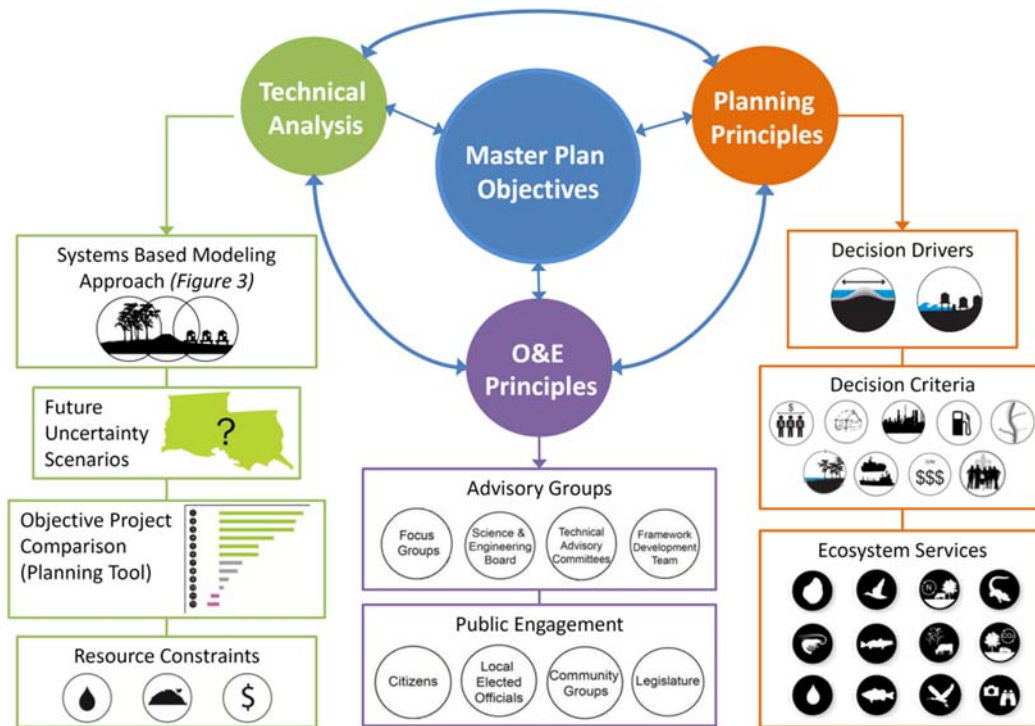 Technical
Analysis
Master Plan
Objectives
Planning
Principles
O&E
Principles
Systems Based Modeling
Approach (Figure 3)
Future
Uncertainty
Scenarios
?
Objective Project
Comparison
(Planning Tool)
Resource Constraints
$
Advisory Groups
Focus
Groups
Science &
Engineering
Board
Technical
Advisory
Committees
Framework
Development
Team
Public Engagement
Citizens
Local
Elected
Officials
Community
Groups
Legislature
Decision Drivers
Decision Criteria
$
$$$
Ecosystem Services
N
CO₂